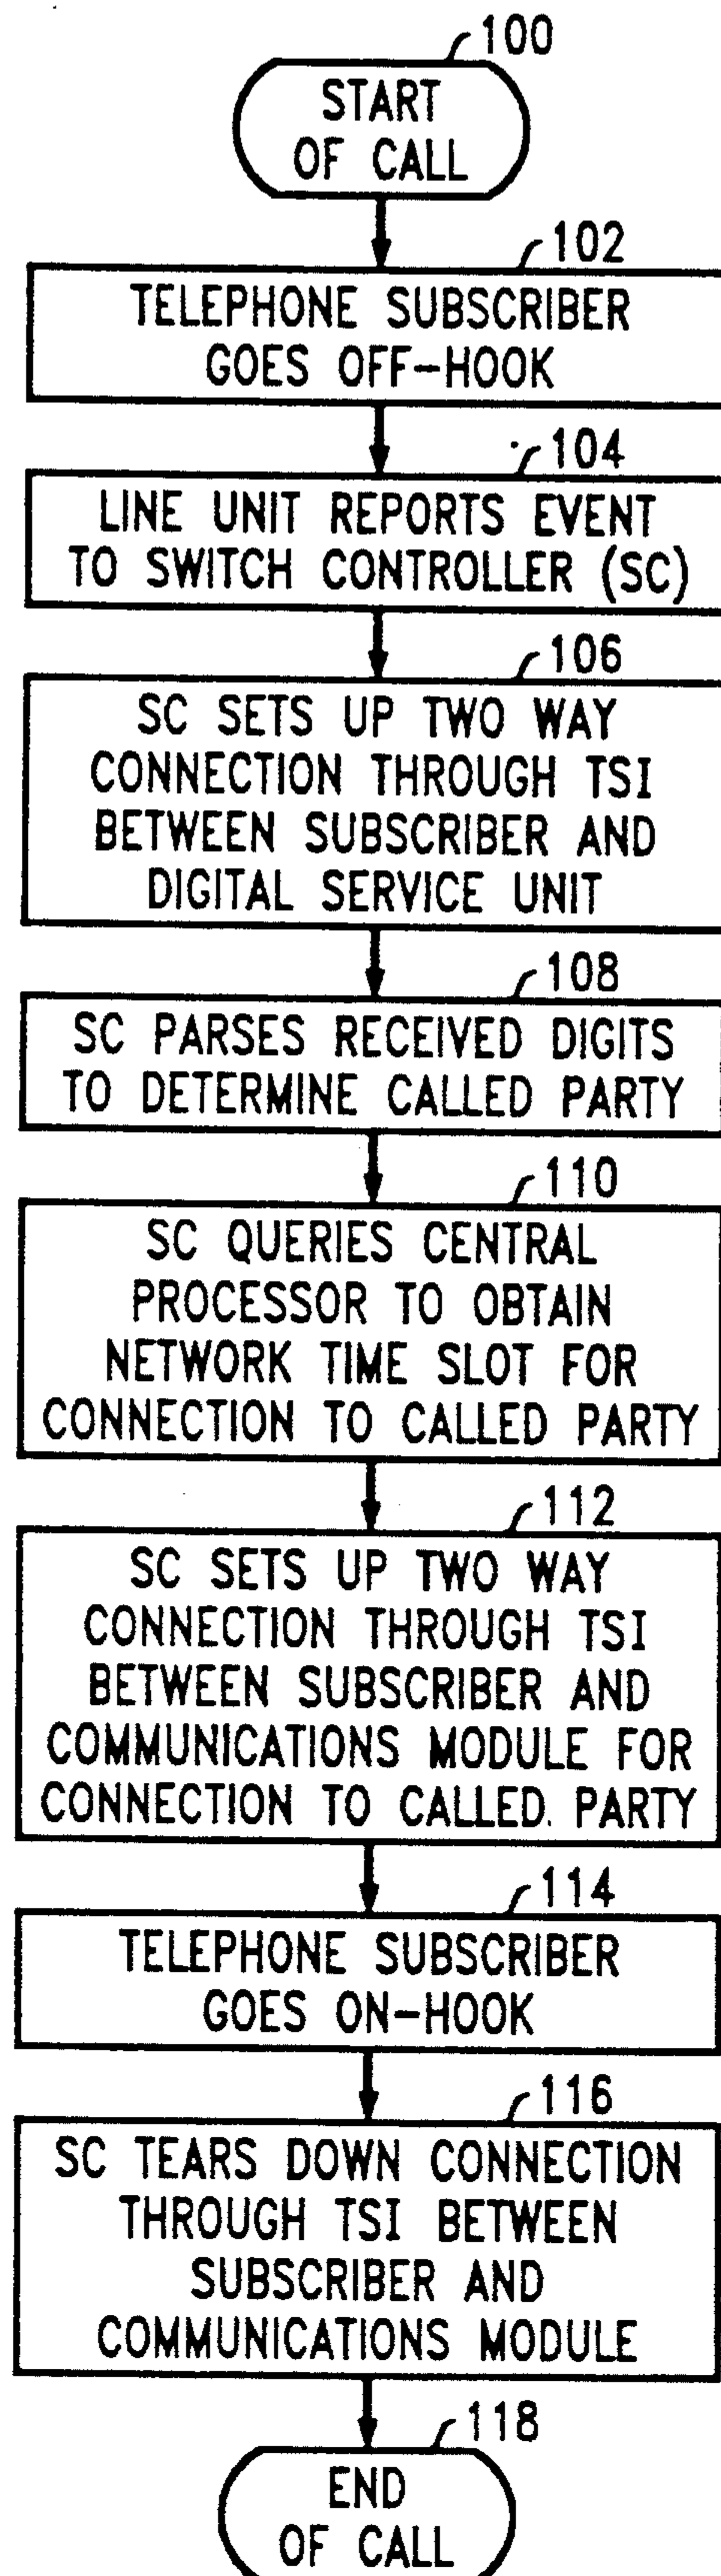 100
START
OF CALL
102
TELEPHONE SUBSCRIBER
GOES OFF-HOOK
104
LINE UNIT REPORTS EVENT
TO SWITCH CONTROLLER (SC)
106
SC SETS UP TWO WAY
CONNECTION THROUGH TSI
BETWEEN SUBSCRIBER AND
DIGITAL SERVICE UNIT
108
SC PARSES RECEIVED DIGITS
TO DETERMINE CALLED PARTY
110
SC QUERIES CENTRAL
PROCESSOR TO OBTAIN
NETWORK TIME SLOT FOR
CONNECTION TO CALLED PARTY
112
SC SETS UP TWO WAY
CONNECTION THROUGH TSI
BETWEEN SUBSCRIBER AND
COMMUNICATIONS MODULE FOR
CONNECTION TO CALLED PARTY
114
TELEPHONE SUBSCRIBER
GOES ON-HOOK
116
SC TEARS DOWN CONNECTION
THROUGH TSI BETWEEN
SUBSCRIBER AND
COMMUNICATIONS MODULE
118
END
OF CALL